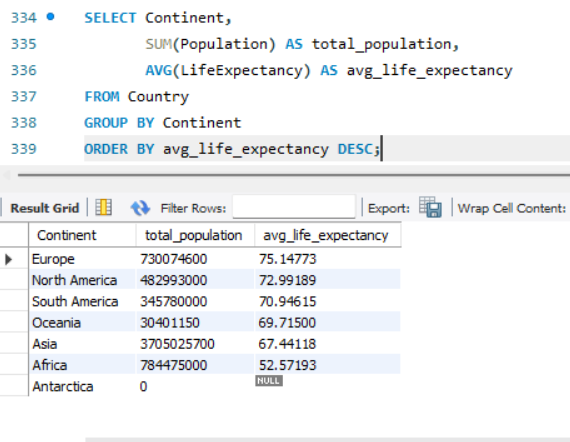 334 SELECT Continent,
335 SUM(Population) AS total_population,
336 AVG(LifeExpectancy) AS avg_life_expectancy
337 FROM Country
338 GROUP BY Continent
339 ORDER BY avg_life_expectancy DESC;
Result Grid Filter Rows: Export: Wrap Cell Content:
Continent total_population avg_life_expectancy
Europe 730074600 75.14773
North America 482993000 72.99189
South America 345780000 70.94615
Oceania 30401150 69.71500
Asia 3705025700 67.44118
Africa 784475000 52.57193
Antarctica 0 NULL